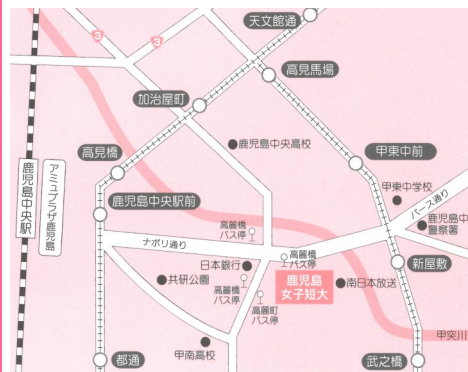 天文館通
3
3
高見馬場
加治屋町
鹿児島中央高校
高見橋
甲東中前
鹿児島中央駅
アミュプラザ鹿児島
甲東中学校
鹿児島中央駅前
パース通り
鹿児島中
警察署
高麗橋
バス停
ナポリ通り
高麗橋
バス停
日本銀行
新屋敷
共研公園
高麗橋
バス停
鹿児島
女子短大
南日本放送
高麗町
バス停
甲突川
甲南高校
都通
武之橋